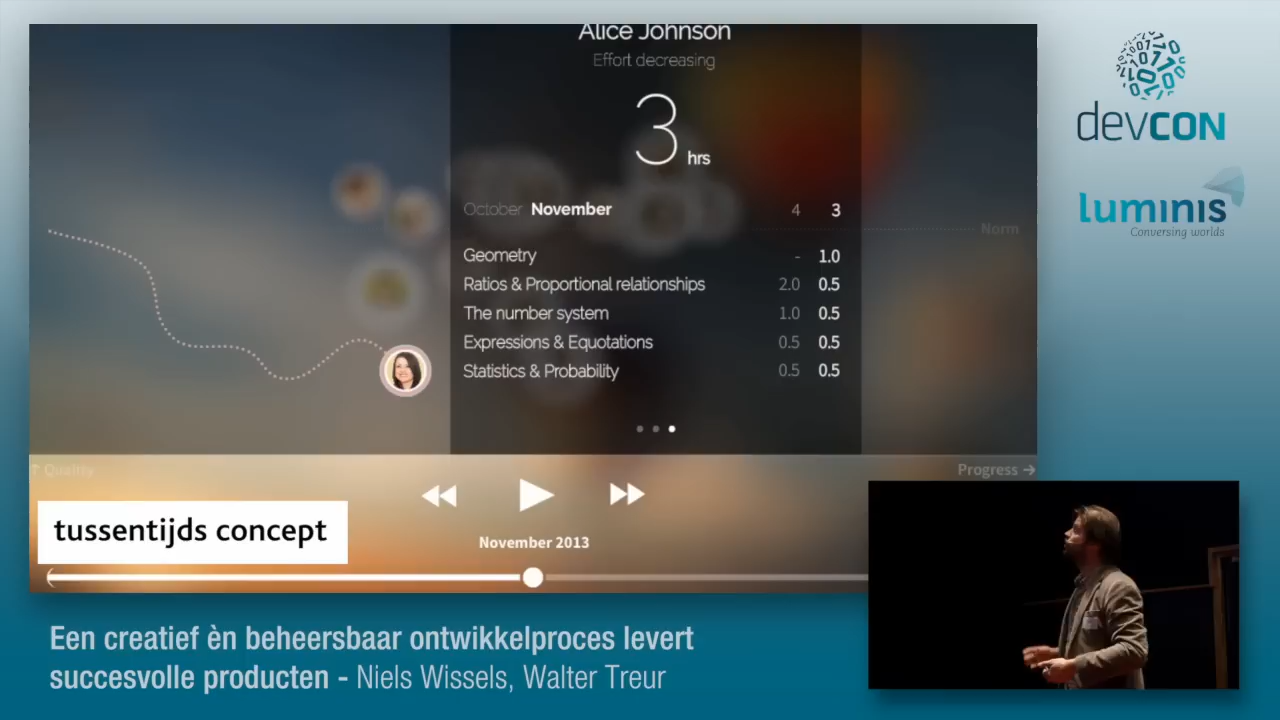 Alice Johnson
Effort decreasing
3 hrs
October November 4 3
Geometry - 1.0
Ratios & Proportional relationships 2.0 0.5
The number system 1.0 0.5
Expressions & Equotations 0.5 0.5
Statistics & Probability 0.5 0.5
Norm
↑ Quality
Progress →
November 2013
tussentijds concept
devcon
luminis
Conversing worlds
Een creatief èn beheersbaar ontwikkelproces levert
succesvolle producten - Niels Wissels, Walter Treur